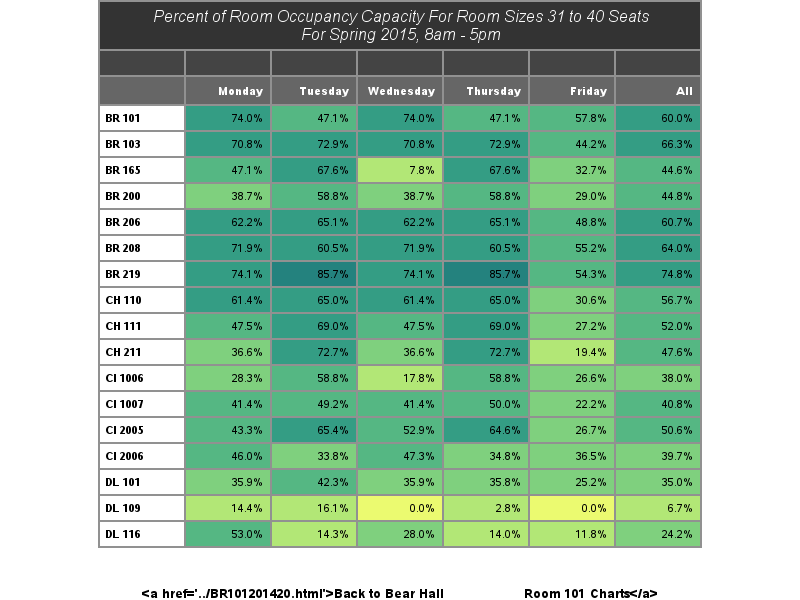 Percent of Room Occupancy Capacity For Room Sizes 31 to 40 Seats
For Spring 2015, 8am - 5pm
Monday Tuesday Wednesday Thursday Friday All
BR 101 74.0% 47.1% 74.0% 47.1% 57.8% 60.0%
BR 103 70.8% 72.9% 70.8% 72.9% 44.2% 66.3%
BR 165 47.1% 67.6% 7.8% 67.6% 32.7% 44.6%
BR 200 38.7% 58.8% 38.7% 58.8% 29.0% 44.8%
BR 206 62.2% 65.1% 62.2% 65.1% 48.8% 60.7%
BR 208 71.9% 60.5% 71.9% 60.5% 55.2% 64.0%
BR 219 74.1% 85.7% 74.1% 85.7% 54.3% 74.8%
CH 110 61.4% 65.0% 61.4% 65.0% 30.6% 56.7%
CH 111 47.5% 69.0% 47.5% 69.0% 27.2% 52.0%
CH 211 36.6% 72.7% 36.6% 72.7% 19.4% 47.6%
CI 1006 28.3% 58.8% 17.8% 58.8% 26.6% 38.0%
CI 1007 41.4% 49.2% 41.4% 50.0% 22.2% 40.8%
CI 2005 43.3% 65.4% 52.9% 64.6% 26.7% 50.6%
CI 2006 46.0% 33.8% 47.3% 34.8% 36.5% 39.7%
DL 101 35.9% 42.3% 35.9% 35.8% 25.2% 35.0%
DL 109 14.4% 16.1% 0.0% 2.8% 0.0% 6.7%
DL 116 53.0% 14.3% 28.0% 14.0% 11.8% 24.2%
<a href='../BR101201420.html'>Back to Bear Hall Room 101 Charts</a>